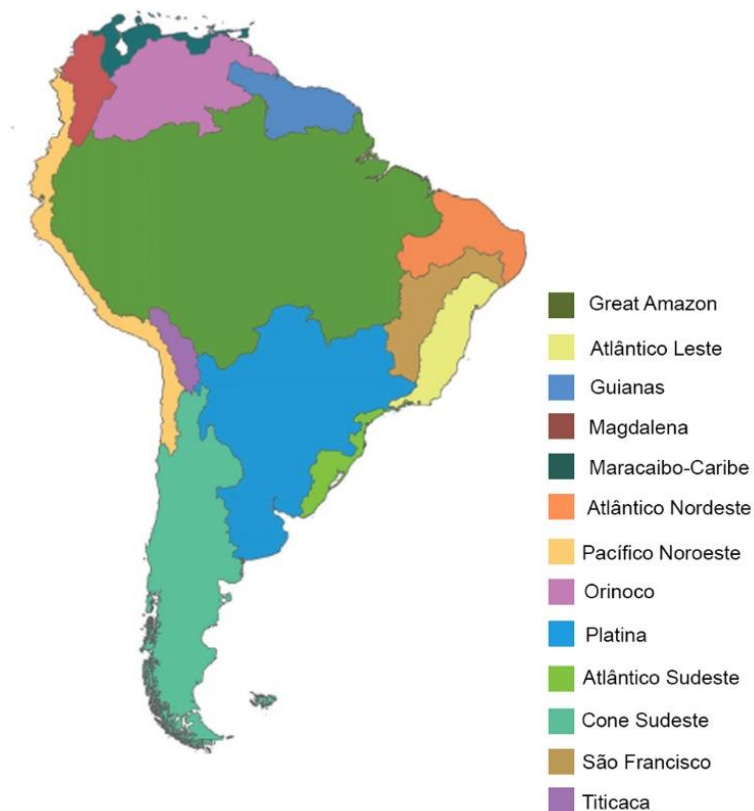 Great Amazon
Atlântico Leste
Guianas
Magdalena
Maracaibo-Caribe
Atlântico Nordeste
Pacífico Noroeste
Orinoco
Platina
Atlântico Sudeste
Cone Sudeste
São Francisco
Titicaca